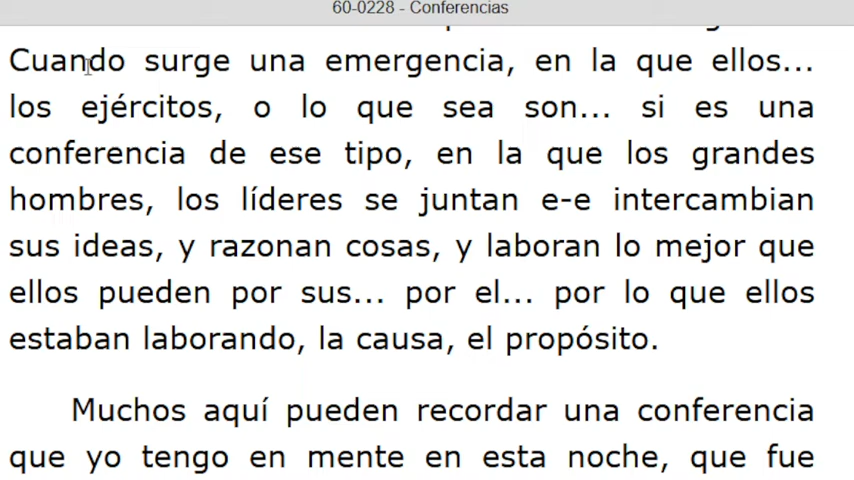 60-0228 - Conferencias
Cuando surge una emergencia, en la que ellos...
los ejércitos, o lo que sea son... si es una
conferencia de ese tipo, en la que los grandes
hombres, los líderes se juntan e-e intercambian
sus ideas, y razonan cosas, y laboran lo mejor que
ellos pueden por sus... por el... por lo que ellos
estaban laborando, la causa, el propósito.
Muchos aquí pueden recordar una conferencia
que yo tengo en mente en esta noche, que fue